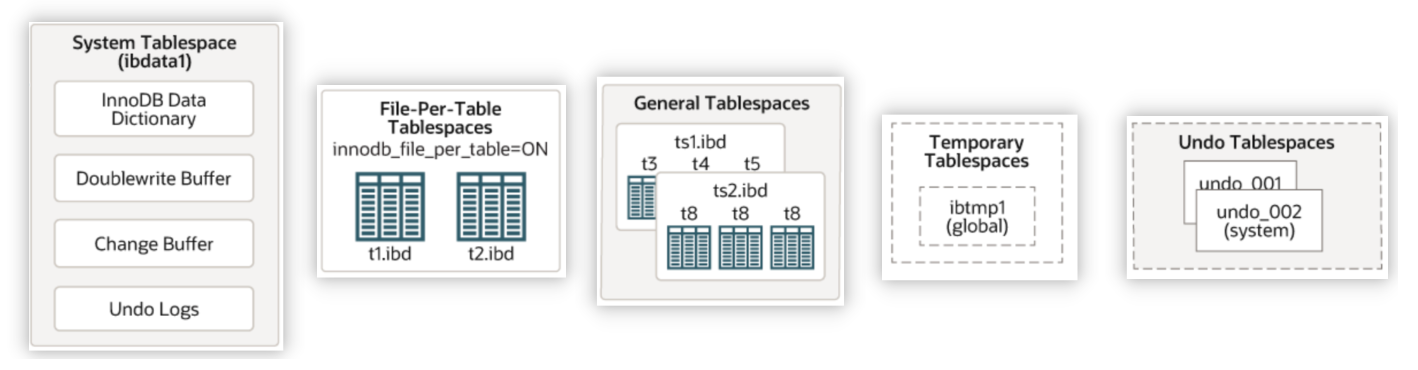 System Tablespace
(ibdata1)
InnoDB Data
Dictionary
Doublewrite Buffer
Change Buffer
Undo Logs
File-Per-Table
Tablespaces
innodb_file_per_table=ON
t1.ibd t2.ibd
General Tablespaces
ts1.ibd
t3 t4 t5
ts2.ibd
t8 t8 t8
Temporary
Tablespaces
ibtmp1
(global)
Undo Tablespaces
undo_001
undo_002
(system)